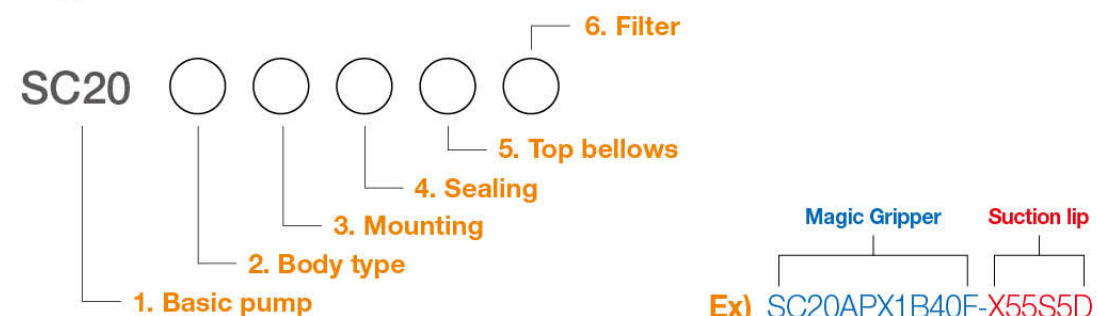 6. Filter
SC20
5. Top bellows
4. Sealing
3. Mounting
2. Body type
1. Basic pump
Magic Gripper Suction lip
Ex) SC20APX1B40F-X55S5D